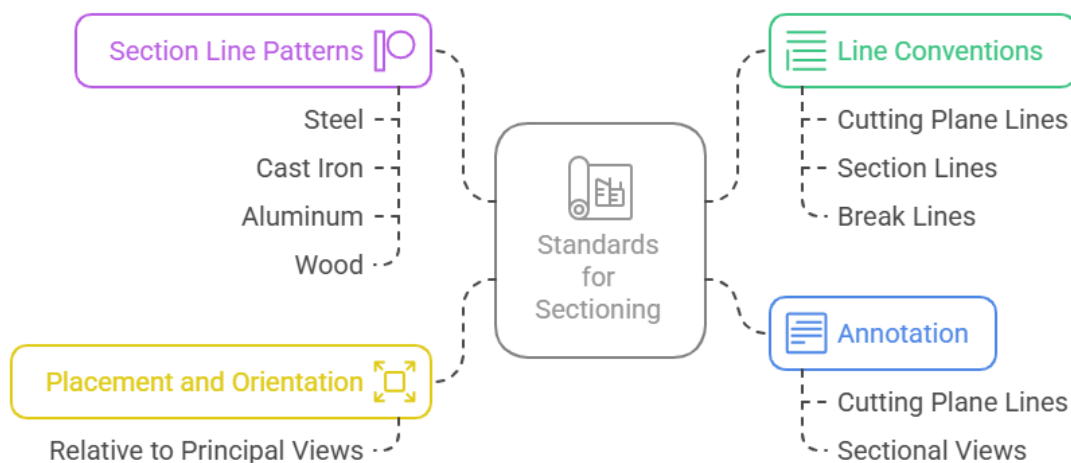 Section Line Patterns
Steel
Cast Iron
Aluminum
Wood
Placement and Orientation
Relative to Principal Views
Standards
for
Sectioning
Line Conventions
Cutting Plane Lines
Section Lines
Break Lines
Annotation
Cutting Plane Lines
Sectional Views